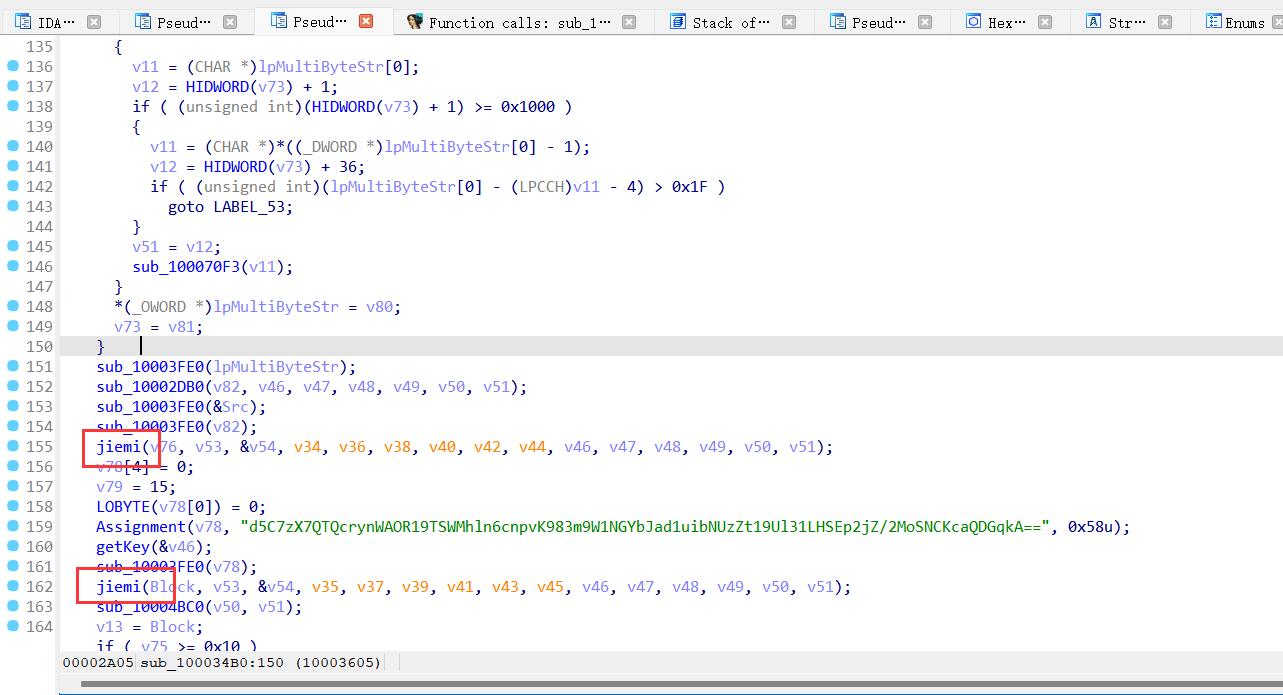 IDA··· Pseud··· Pseud··· Function calls: sub_1··· Stack of··· Pseud··· Hex··· Str··· Enums
135 {
136 v11 = (CHAR *)lpMultiByteStr[0];
137 v12 = HIDWORD(v73) + 1;
138 if ( (unsigned int)(HIDWORD(v73) + 1) >= 0x1000 )
139 {
140 v11 = (CHAR *)*((_DWORD *)lpMultiByteStr[0] - 1);
141 v12 = HIDWORD(v73) + 36;
142 if ( (unsigned int)(lpMultiByteStr[0] - (LPCCH)v11 - 4) > 0x1F )
143 goto LABEL_53;
144 }
145 v51 = v12;
146 sub_100070F3(v11);
147 }
148 *(_OWORD *)lpMultiByteStr = v80;
149 v73 = v81;
150 }
151 sub_10003FE0(lpMultiByteStr);
152 sub_10002DB0(v82, v46, v47, v48, v49, v50, v51);
153 sub_10003FE0(&Src);
154 sub_10003FE0(v82);
155 jiemi(v76, v53, &v54, v34, v36, v38, v40, v42, v44, v46, v47, v48, v49, v50, v51);
156 v78[4] = 0;
157 v79 = 15;
158 LOBYTE(v78[0]) = 0;
159 Assignment(v78, "d5C7zX7QTQcrynWAOR19TSWMhln6cnpvK983m9W1NGYbJad1uibNUzZt19Ul31LHSEp2jZ/2MoSNCKcaQDGqkA==", 0x58u);
160 getKey(&v46);
161 sub_10003FE0(v78);
162 jiemi(Block, v53, &v54, v35, v37, v39, v41, v43, v45, v46, v47, v48, v49, v50, v51);
163 sub_10004BC0(v50, v51);
164 v13 = Block;
if ( v75 >= 0x10 )
00002A05 sub_100034B0:150 (10003605)